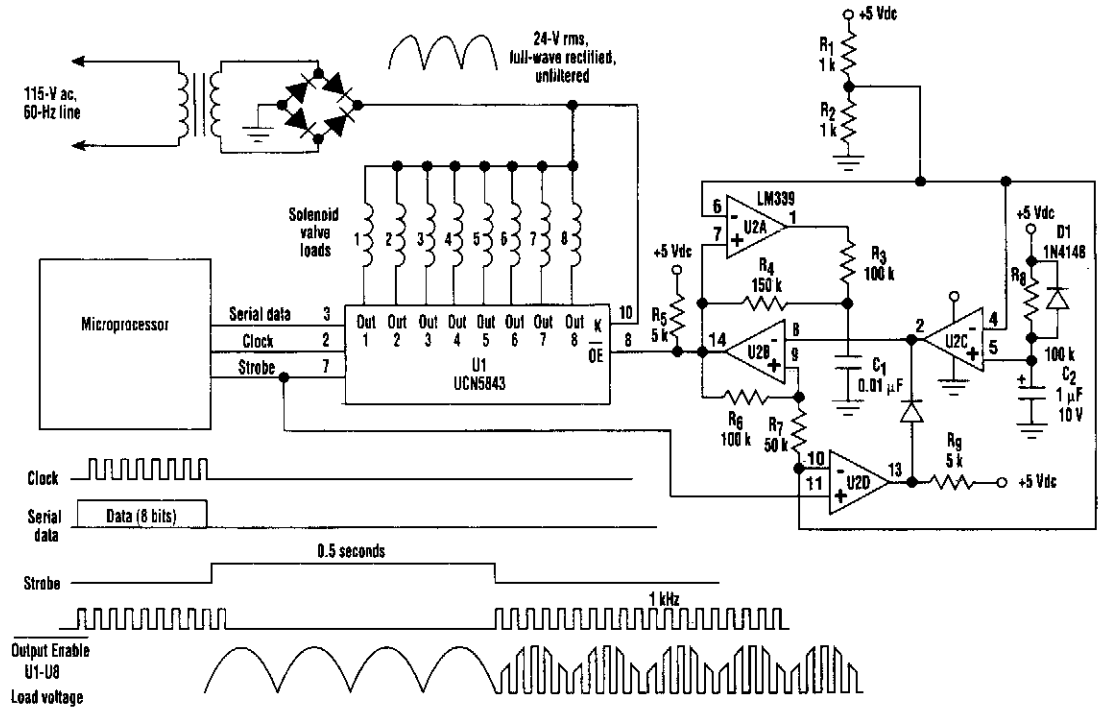 115-V ac,
60-Hz line
24-V rms,
full-wave rectified,
unfiltered
+5 Vdc
R1
1 k
R2
1 k
Solenoid
valve
loads
1 2 3 4 5 6 7 8
Microprocessor
Serial data 3
Clock 2
Strobe 7
Out Out Out Out Out Out Out Out K
1 2 3 4 5 6 7 8 OE
U1
UCN5843
10
8
+5 Vdc
R5
5 k
14
6
7
LM339
U2A
- +
1
R3
100 k
R4
150 k
U2B
- +
8
9
C1
0.01 µF
R6
100 k
R7
50 k
2
U2C
- +
4
5
+5 Vdc
D1
1N4148
R8
100 k
+
C2
1 µF
10 V
10
11
U2D
- +
13
R9
5 k
+5 Vdc
Clock
Serial
data
Data (8 bits)
Strobe
0.5 seconds
1 kHz
Output Enable
U1-U8
Load voltage